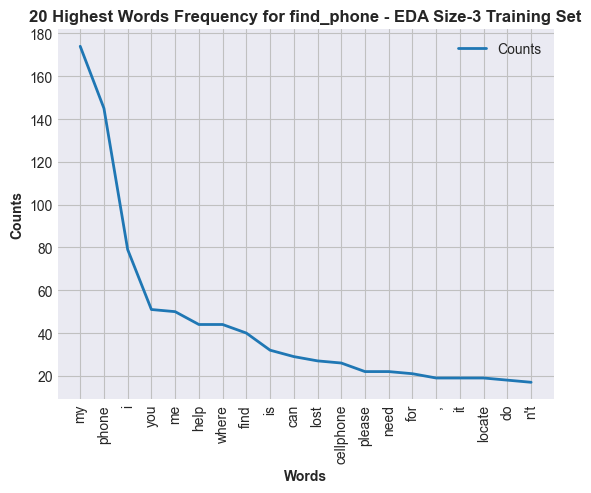 20 Highest Words Frequency for find_phone - EDA Size-3 Training Set
Counts
180
160
140
120
100
80
60
40
20
Counts
my
phone
i
you
me
help
where
find
is
can
lost
cellphone
please
need
for
,
it
locate
do
n't
Words